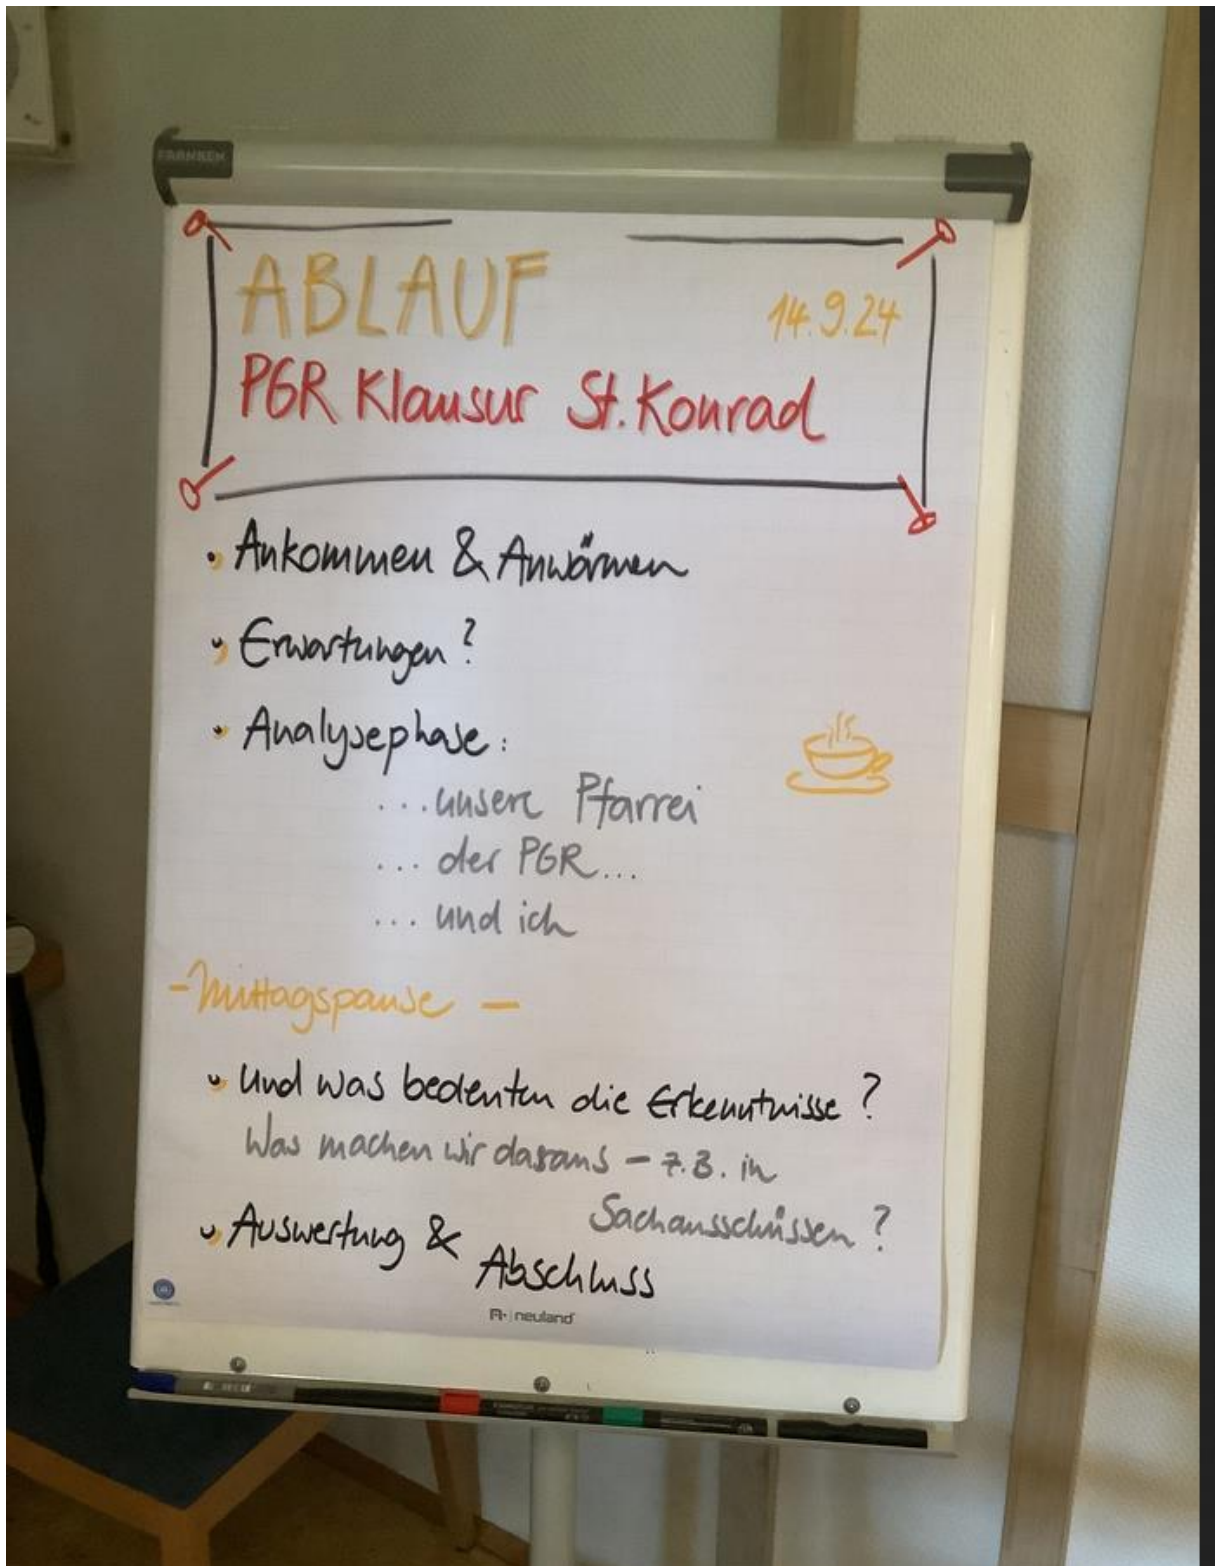 FRANKEN
ABLAUF
14.9.24
PGR Klausur St. Konrad
• Ankommen & Anwärmen
• Erwartungen?
• Analysephase:
...unsere Pfarrei
... der PGR...
... und ich
- Mittagspause -
• Und was bedeuten die Erkenntnisse?
Was machen wir daraus - z.B. in
Sachausschüssen?
• Auswertung &
Abschluss
neuland